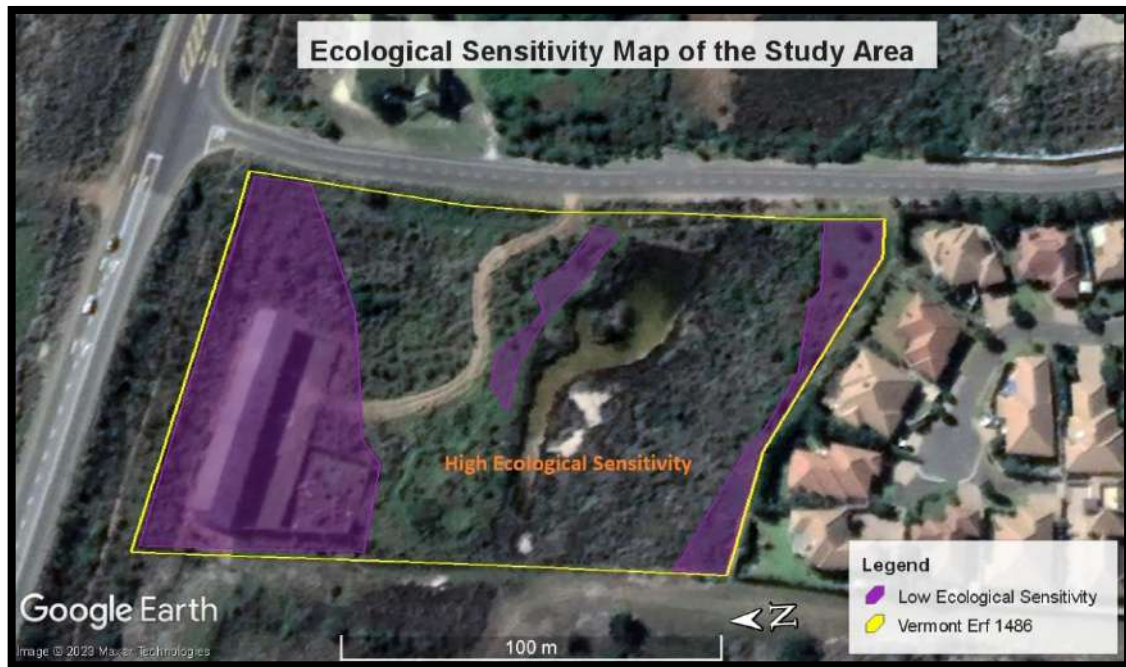 Ecological Sensitivity Map of the Study Area
High Ecological Sensitivity
Legend
Low Ecological Sensitivity
Vermont Erf 1486
Google Earth
Image © 2023 Maxar Technologies
100 m
N